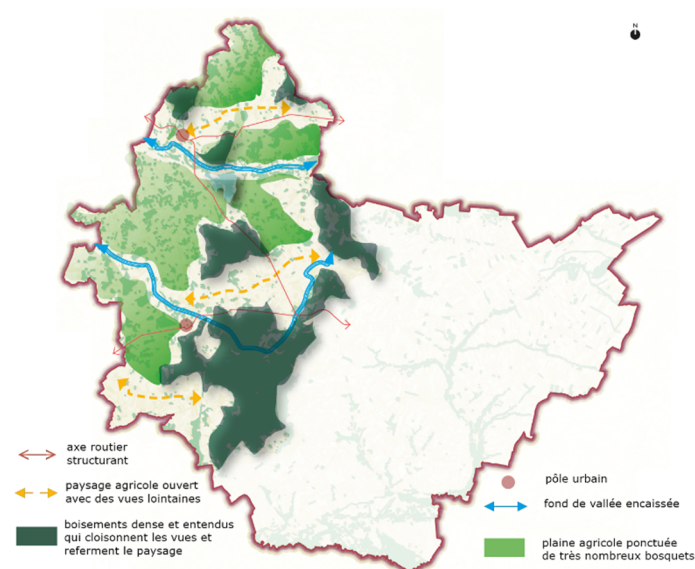 N
axe routier
structurant
paysage agricole ouvert
avec des vues lointaines
boisements dense et entendus
qui cloisonnent les vues et
referment le paysage
pôle urbain
fond de vallée encaissée
plaine agricole ponctuée
de très nombreux bosquets